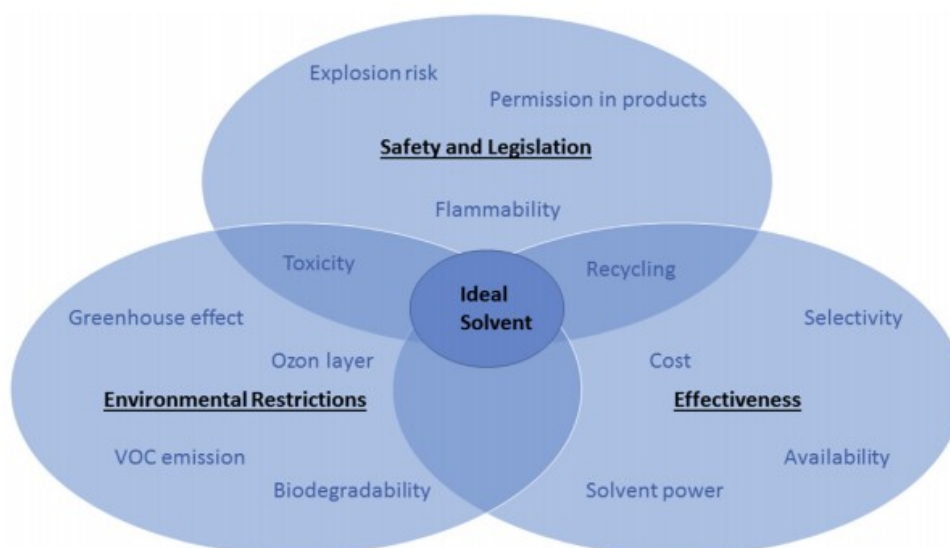 Explosion risk
Permission in products
Safety and Legislation
Flammability
Toxicity
Recycling
Ideal
Solvent
Greenhouse effect
Selectivity
Ozon layer
Cost
Environmental Restrictions
Effectiveness
VOC emission
Availability
Biodegradability
Solvent power